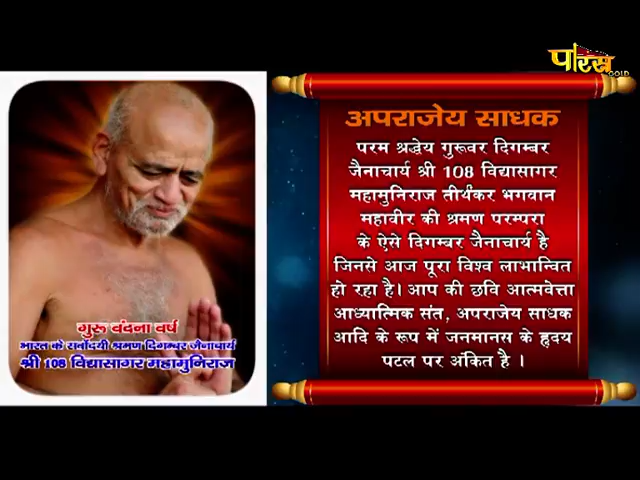 पारस
GOLD
अपराजेय साधक
परम श्रद्धेय गुरूवर दिगम्बर
जैनाचार्य श्री 108 विद्यासागर
महामुनिराज तीर्थंकर भगवान
महावीर की श्रमण परम्परा
के ऐसे दिगम्बर जैनाचार्य है
जिनसे आज पूरा विश्व लाभान्वित
हो रहा है। आप की छवि आत्मवेत्ता
आध्यात्मिक संत, अपराजेय साधक
आदि के रूप में जनमानस के हृदय
पटल पर अंकित है ।
गुरू वंदना वर्ष
भारत के सर्वोदयी श्रमण दिगम्बर जैनाचार्य
श्री 108 विद्यासागर महामुनिराज